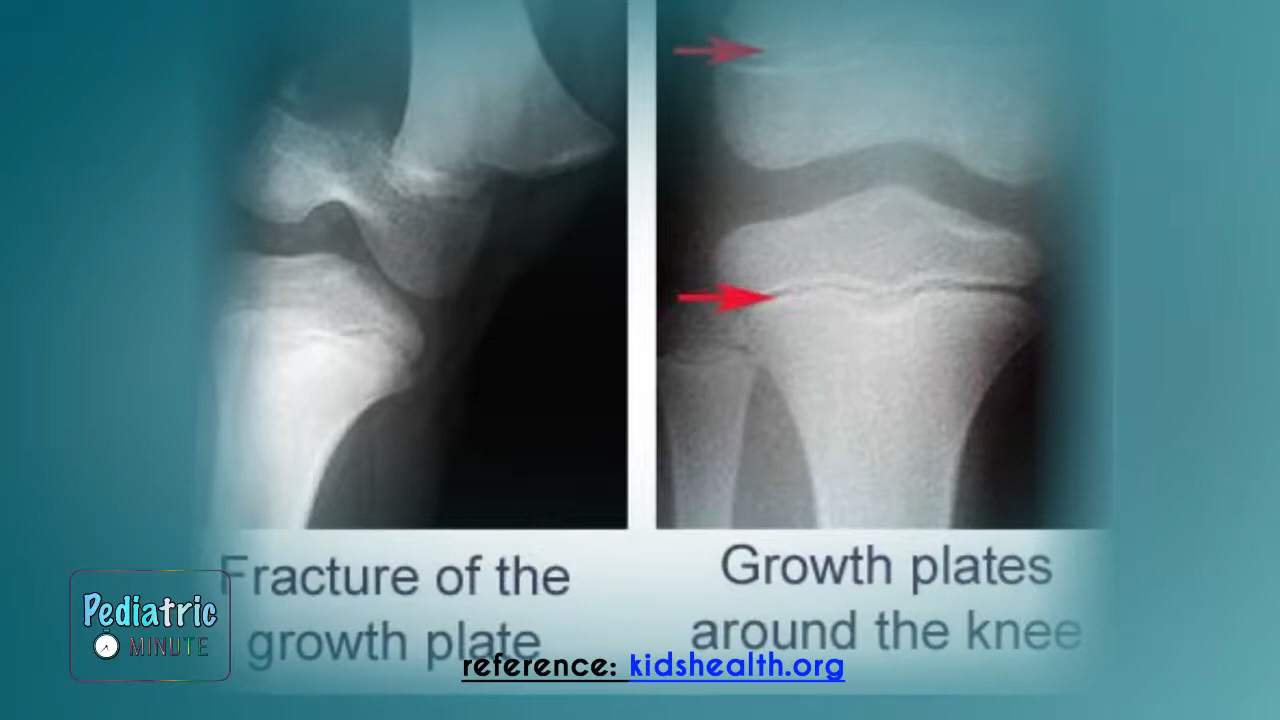 Fracture of the
growth plate
Growth plates
around the knee
Pediatric
MINUTE
reference: kidshealth.org